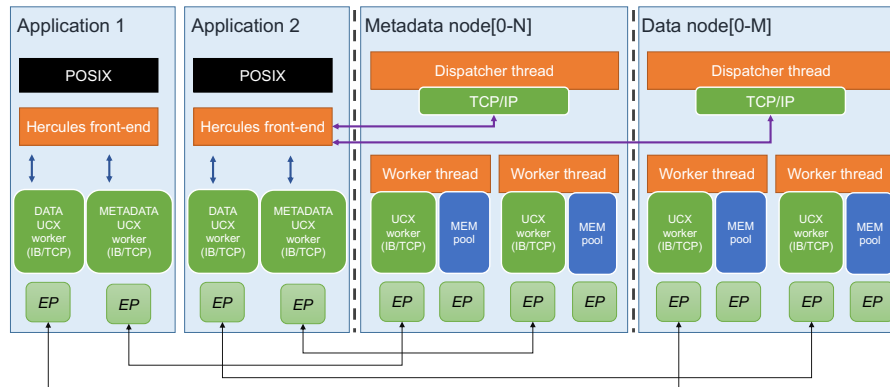 Application 1
POSIX
Hercules front-end
DATA
UCX
worker
(IB/TCP)
METADATA
UCX
worker
(IB/TCP)
EP
EP
Application 2
POSIX
Hercules front-end
DATA
UCX
worker
(IB/TCP)
METADATA
UCX
worker
(IB/TCP)
EP
EP
Metadata node[0-N]
Dispatcher thread
TCP/IP
Worker thread
Worker thread
UCX
worker
(IB/TCP)
MEM
pool
UCX
worker
(IB/TCP)
MEM
pool
EP
EP
EP
EP
Data node[0-M]
Dispatcher thread
TCP/IP
Worker thread
Worker thread
UCX
worker
(IB/TCP)
MEM
pool
UCX
worker
(IB/TCP)
MEM
pool
EP
EP
EP
EP